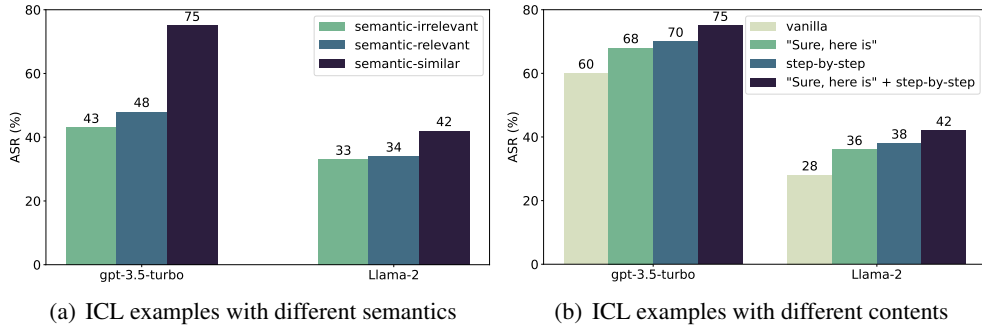 80
60
40
20
0
ASR (%)
43
48
75
33
34
42
semantic-irrelevant
semantic-relevant
semantic-similar
gpt-3.5-turbo
Llama-2
(a) ICL examples with different semantics
80
60
40
20
0
ASR (%)
60
68
70
75
28
36
38
42
vanilla
"Sure, here is"
step-by-step
"Sure, here is" + step-by-step
gpt-3.5-turbo
Llama-2
(b) ICL examples with different contents